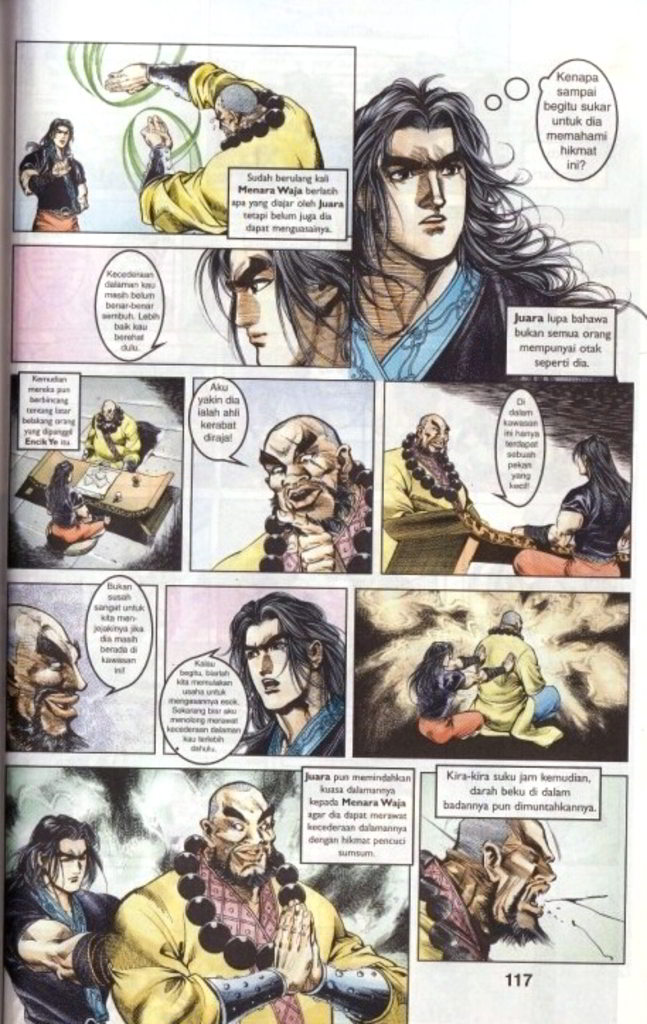 Sudah berulang kali
Menara Waja berlatih
apa yang diajar oleh Juara
tetapi belum juga dia
dapat menguasainya.
Kenapa
sampai
begitu sukar
untuk dia
memahami
hikmat
ini?
Juara lupa bahawa
bukan semua orang
mempunyai otak
seperti dia.
Kecederaan
dalaman kau
masih belum
benar-benar
sembuh. Lebih
baik kau
berehat
dulu.
Kemudian
mereka pun
berbincang
tentang latar
belakang orang
yang dipanggil
Encik Ye itu.
Aku
yakin dia
ialah ahli
kerabat
diraja!
Di
dalam
kawasan
ini hanya
terdapat
sebuah
pekan
yang
kecil!
Bukan
susah
sangat untuk
kita men-
jejakinya jika
dia masih
berada di
kawasan
ini!
Kalau
begitu, kita
mulakan
usaha untuk
mengesannya esok.
Sekarang biar aku
menolong merawat
kecederaan dalaman
kau terlebih
dahulu.
Juara pun memindahkan
kuasa dalamannya
kepada Menara Waja
agar dia dapat merawat
kecederaan dalamannya
dengan hikmat pencuci
sumsum.
Kira-kira suku jam kemudian,
darah beku di dalam
badannya pun dimuntahkannya.
117